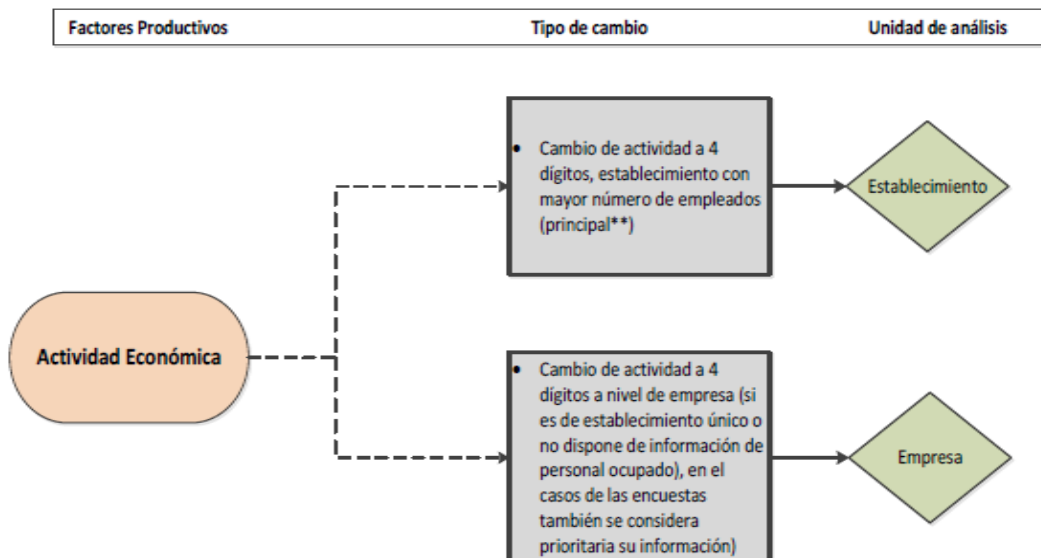 Factores Productivos Tipo de cambio Unidad de análisis
• Cambio de actividad a 4
dígitos, establecimiento con
mayor número de empleados
(principal**)
Establecimiento
Actividad Económica
• Cambio de actividad a 4
dígitos a nivel de empresa (si
es de establecimiento único o
no dispone de información de
personal ocupado), en el
casos de las encuestas
también se considera
prioritaria su información)
Empresa